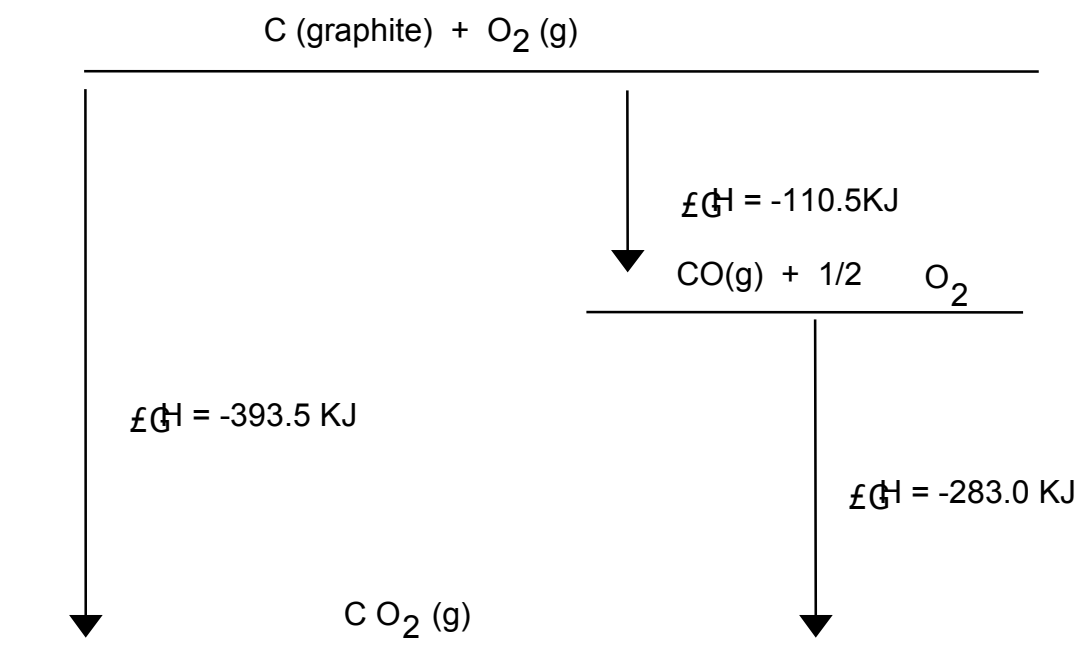 C (graphite) + O2 (g)
£GH = -110.5KJ
CO(g) + 1/2 O2
£GH = -393.5 KJ
£GH = -283.0 KJ
C O2 (g)